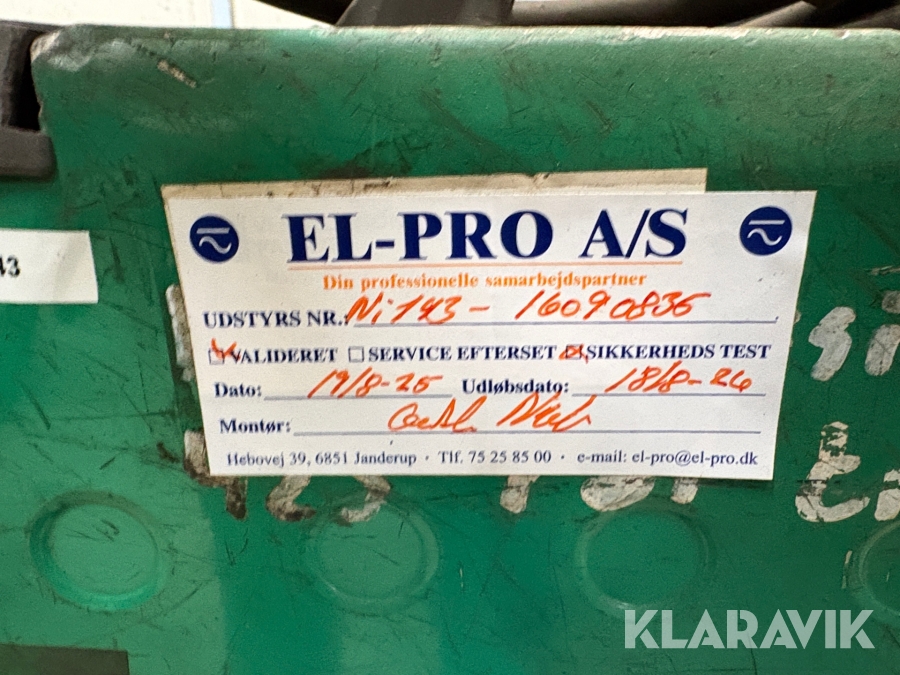 EL-PRO A/S
Din professionelle samarbejdspartner
UDSTYRS NR.: Ni 143 - 16090836
☒ VALIDERET ☐ SERVICE EFTERSET ☒ SIKKERHEDS TEST
Dato: 19/8-25 Udløbsdato: 18/8-26
Montør:
Hebovej 39, 6851 Janderup · Tlf. 75 25 85 00 · e-mail: el-pro@el-pro.dk
KLARAVIK